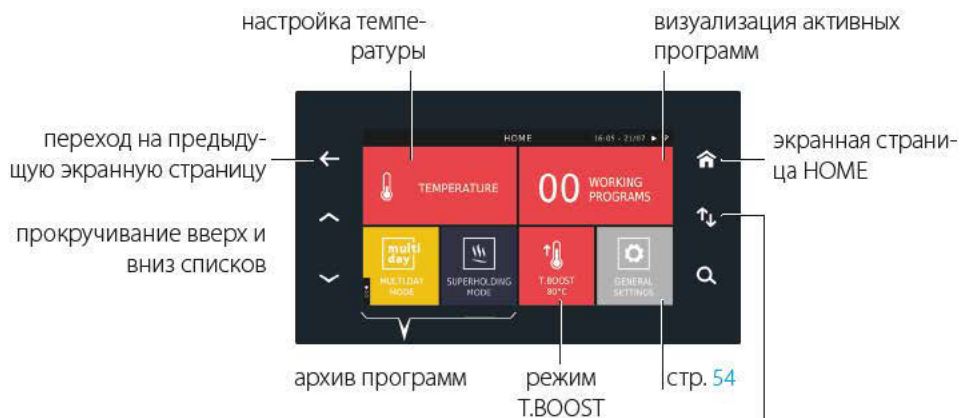 настройка темпе-
ратуры
визуализация активных
программ
переход на предыду-
щую экранную страницу
прокручивание вверх и
вниз списков
HOME 16:05 - 21/07
TEMPERATURE
00 WORKING
PROGRAMS
multi
day
MULTIDAY
MODE
SUPERHOLDING
MODE
T.BOOST
80°C
GENERAL
SETTINGS
экранная страни-
ца HOME
архив программ
режим
T.BOOST
стр. 54